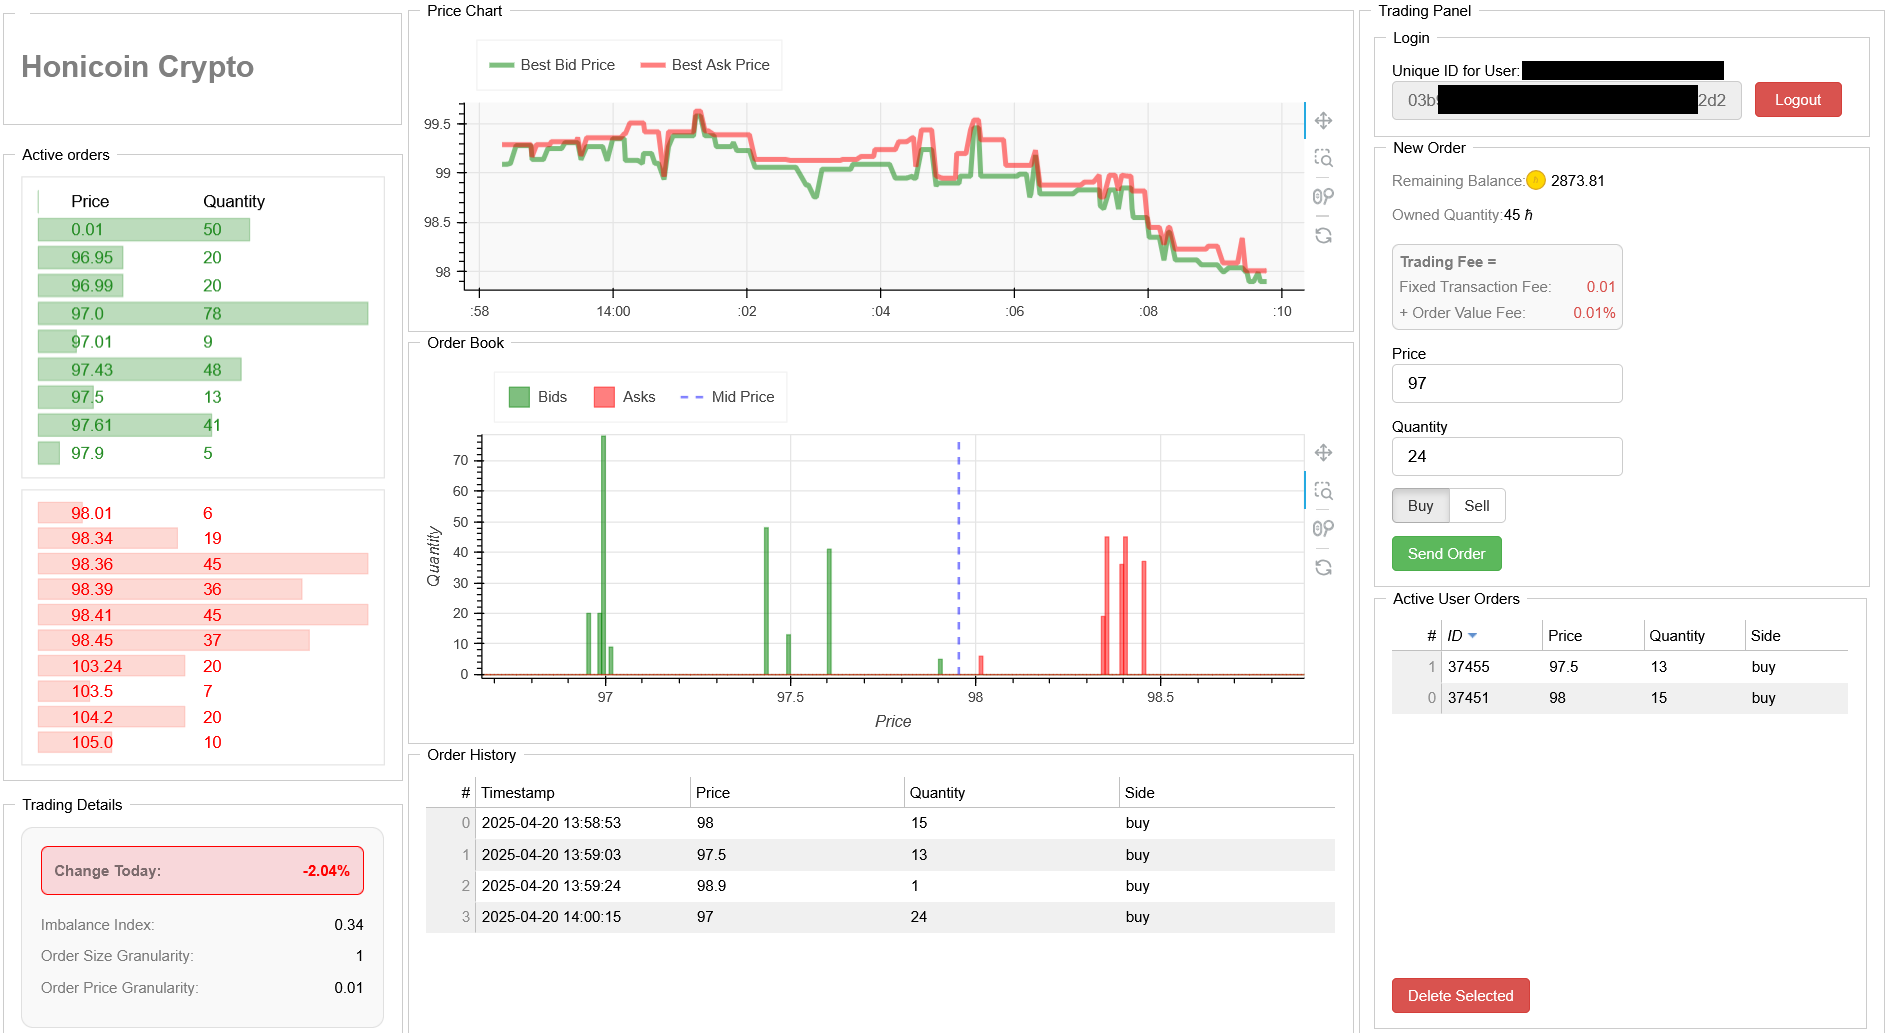 Honicoin Crypto
Active orders
Price Quantity
0.01 50
96.95 20
96.99 20
97.0 78
97.01 9
97.43 48
97.5 13
97.61 41
97.9 5
98.01 6
98.34 19
98.36 45
98.39 36
98.41 45
98.45 37
103.24 20
103.5 7
104.2 20
105.0 10
Trading Details
Change Today: -2.04%
Imbalance Index: 0.34
Order Size Granularity: 1
Order Price Granularity: 0.01
Price Chart
Best Bid Price Best Ask Price
99.5
99
98.5
98
:58 14:00 :02 :04 :06 :08 :10
Order Book
Bids Asks Mid Price
Quantity
70
60
50
40
30
20
10
0
97 97.5 98 98.5
Price
Order History
# Timestamp Price Quantity Side
0 2025-04-20 13:58:53 98 15 buy
1 2025-04-20 13:59:03 97.5 13 buy
2 2025-04-20 13:59:24 98.9 1 buy
3 2025-04-20 14:00:15 97 24 buy
Trading Panel
Login
Unique ID for User:
2d2 Logout
New Order
Remaining Balance: 2873.81
Owned Quantity:45 ℏ
Trading Fee =
Fixed Transaction Fee: 0.01
+ Order Value Fee: 0.01%
Price
97
Quantity
24
Buy Sell
Send Order
Active User Orders
# ID Price Quantity Side
1 37455 97.5 13 buy
0 37451 98 15 buy
Delete Selected